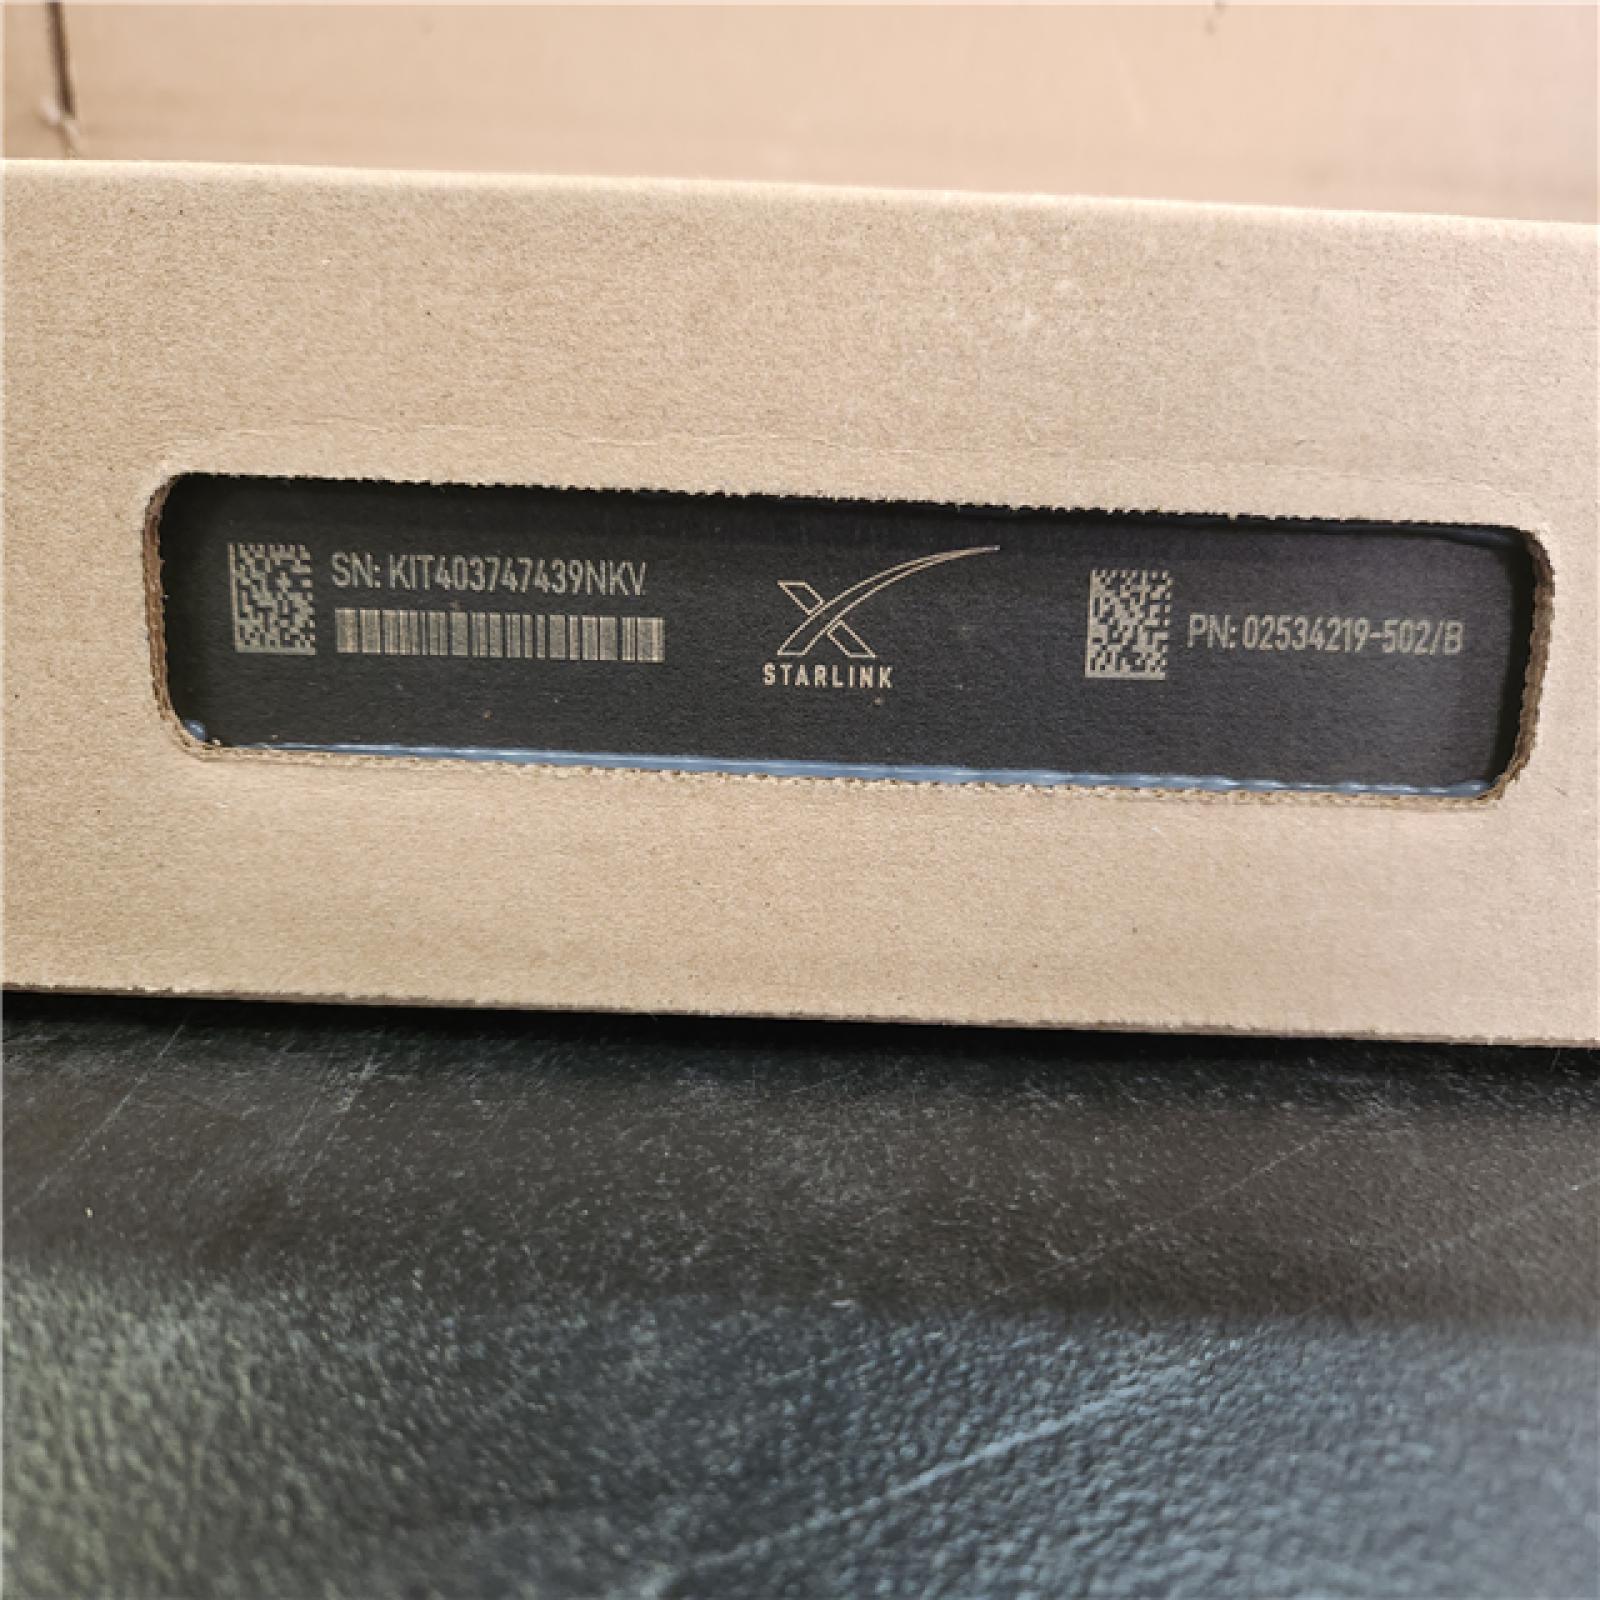 SN: KIT403747439NKV
STARLINK
PN: 02534219-502/B